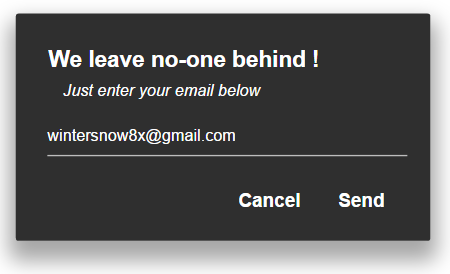 We leave no-one behind !
Just enter your email below
wintersnow8x@gmail.com
Cancel Send